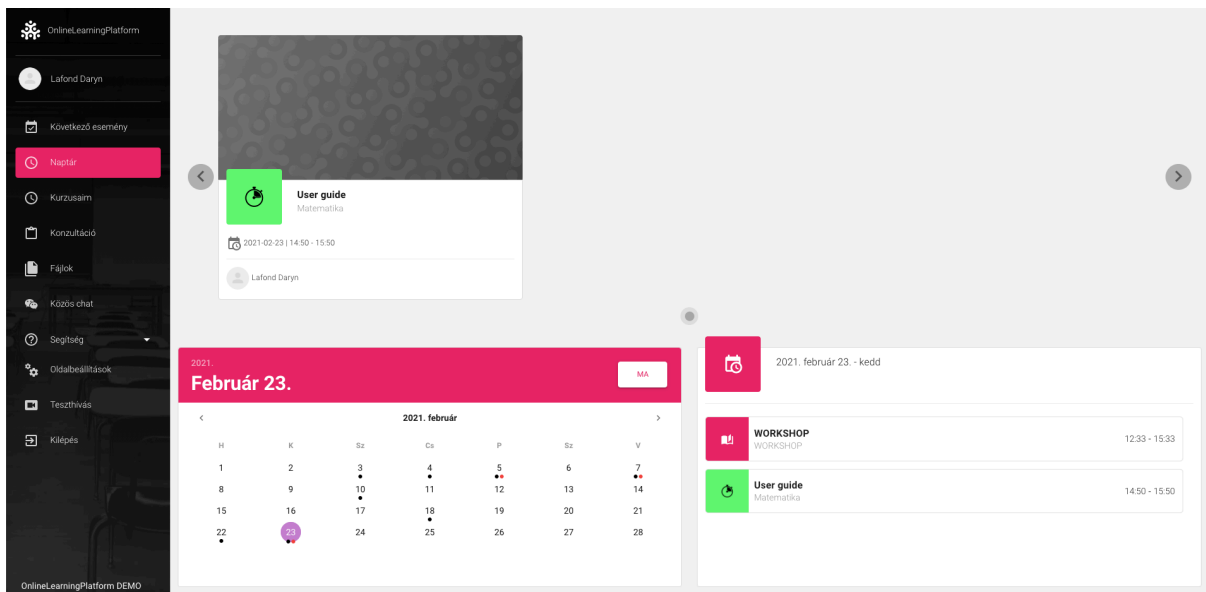 OnlineLearningPlatform
Lafond Daryn
Következő esemény
Naptár
Kurzusaim
Konzultáció
Fájlok
Közös chat
Segítség
Oldalbeállítások
Teszthívás
Kilépés
OnlineLearningPlatform DEMO
User guide
Matematika
2021-02-23 | 14:50 - 15:50
Lafond Daryn
2021.
Február 23.
MA
2021. február
H K Sz Cs P Sz V
1 2 3 4 5 6 7
8 9 10 11 12 13 14
15 16 17 18 19 20 21
22 23 24 25 26 27 28
2021. február 23. - kedd
WORKSHOP
WORKSHOP
12:33 - 15:33
User guide
Matematika
14:50 - 15:50